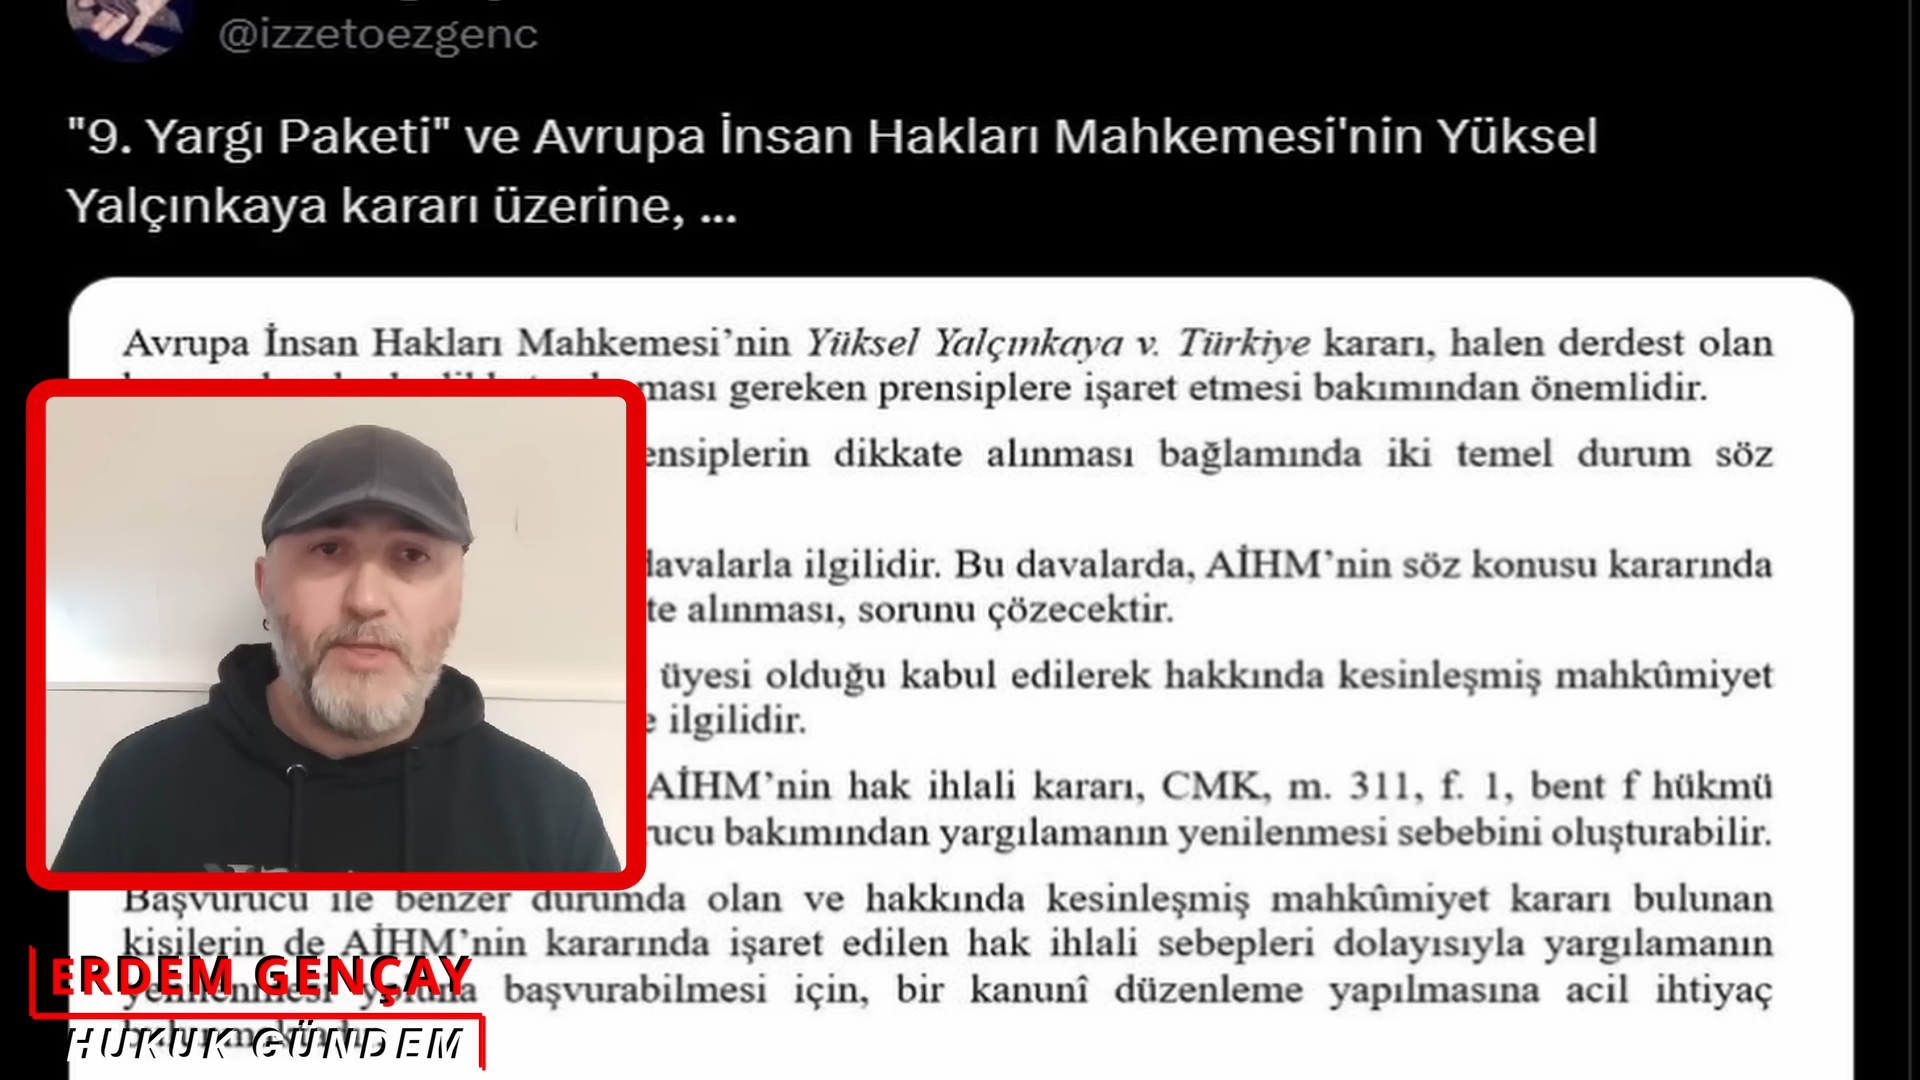 @izzetoezgenc
"9. Yargı Paketi" ve Avrupa İnsan Hakları Mahkemesi'nin Yüksel
Yalçınkaya kararı üzerine, ...
Avrupa İnsan Hakları Mahkemesi'nin Yüksel Yalçınkaya v. Türkiye kararı, halen derdest olan
ması gereken prensiplere işaret etmesi bakımından önemlidir.
ensiplerin dikkate alınması bağlamında iki temel durum söz
davalarla ilgilidir. Bu davalarda, AİHM'nin söz konusu kararında
te alınması, sorunu çözecektir.
üyesi olduğu kabul edilerek hakkında kesinleşmiş mahkûmiyet
e ilgilidir.
AİHM'nin hak ihlali kararı, CMK, m. 311, f. 1, bent f hükmü
rucu bakımından yargılamanın yenilenmesi sebebini oluşturabilir.
Başvurucu ile benzer durumda olan ve hakkında kesinleşmiş mahkûmiyet kararı bulunan
kişilerin de AİHM'nin kararında işaret edilen hak ihlali sebepleri dolayısıyla yargılamanın
yenilenmesi yoluna başvurabilmesi için, bir kanunî düzenleme yapılmasına acil ihtiyaç
ERDEM GENÇAY
HUKUK GÜNDEM